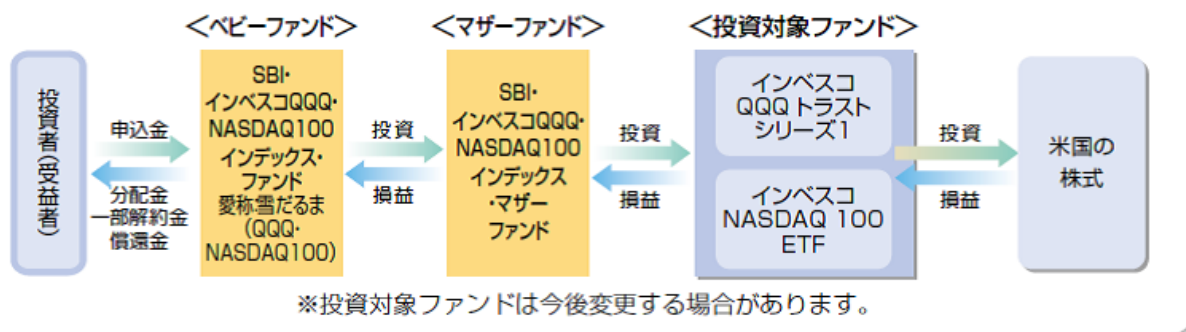 <ベビーファンド>
<マザーファンド>
<投資対象ファンド>
投資者(受益者)
申込金
分配金
一部解約金
償還金
SBI・
インベスコQQQ・
NASDAQ100
インデックス・
ファンド
愛称:雪だるま
(QQQ・
NASDAQ100)
投資
損益
SBI・
インベスコQQQ・
NASDAQ100
インデックス
・マザー
ファンド
投資
損益
インベスコ
QQQ トラスト
シリーズ1
インベスコ
NASDAQ 100
ETF
投資
損益
米国の
株式
※投資対象ファンドは今後変更する場合があります。